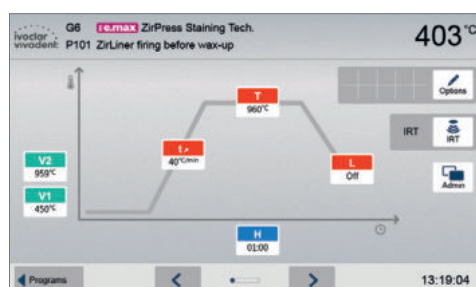 ivoclar
vivadent:
G6 IPS e.max ZirPress Staining Tech.
P101 ZirLiner firing before wax-up
403°C
T
960°C
Options
t↗
40°C/min
IRT
IRT
V2
959°C
L
Off
Admin
V1
450°C
H
01:00
Programs
13:19:04